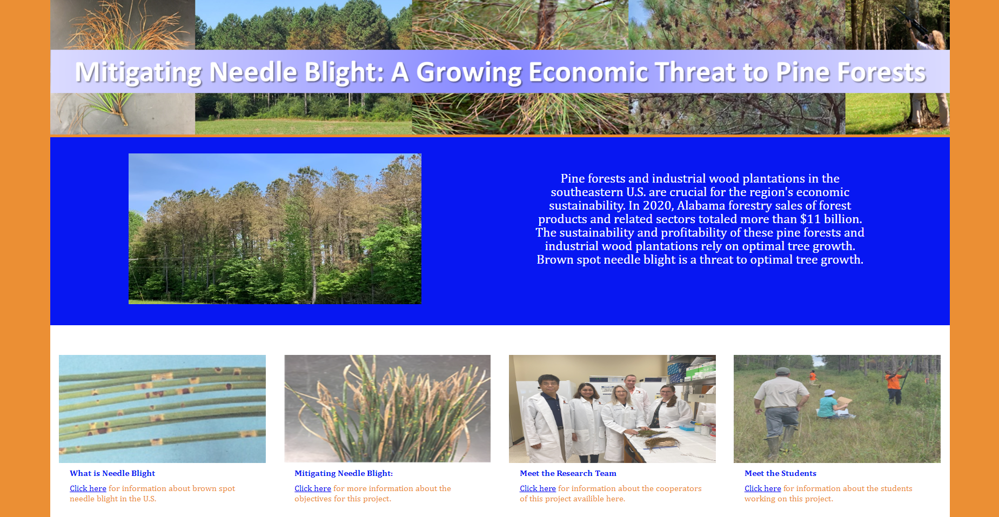 Mitigating Needle Blight: A Growing Economic Threat to Pine Forests
Pine forests and industrial wood plantations in the
southeastern U.S. are crucial for the region's economic
sustainability. In 2020, Alabama forestry sales of forest
products and related sectors totaled more than $11 billion.
The sustainability and profitability of these pine forests and
industrial wood plantations rely on optimal tree growth.
Brown spot needle blight is a threat to optimal tree growth.
What is Needle Blight
Click here for information about brown spot
needle blight in the U.S.
Mitigating Needle Blight:
Click here for more information about the
objectives for this project.
Meet the Research Team
Click here for information about the cooperators
of this project availible here.
Meet the Students
Click here for information about the students
working on this project.